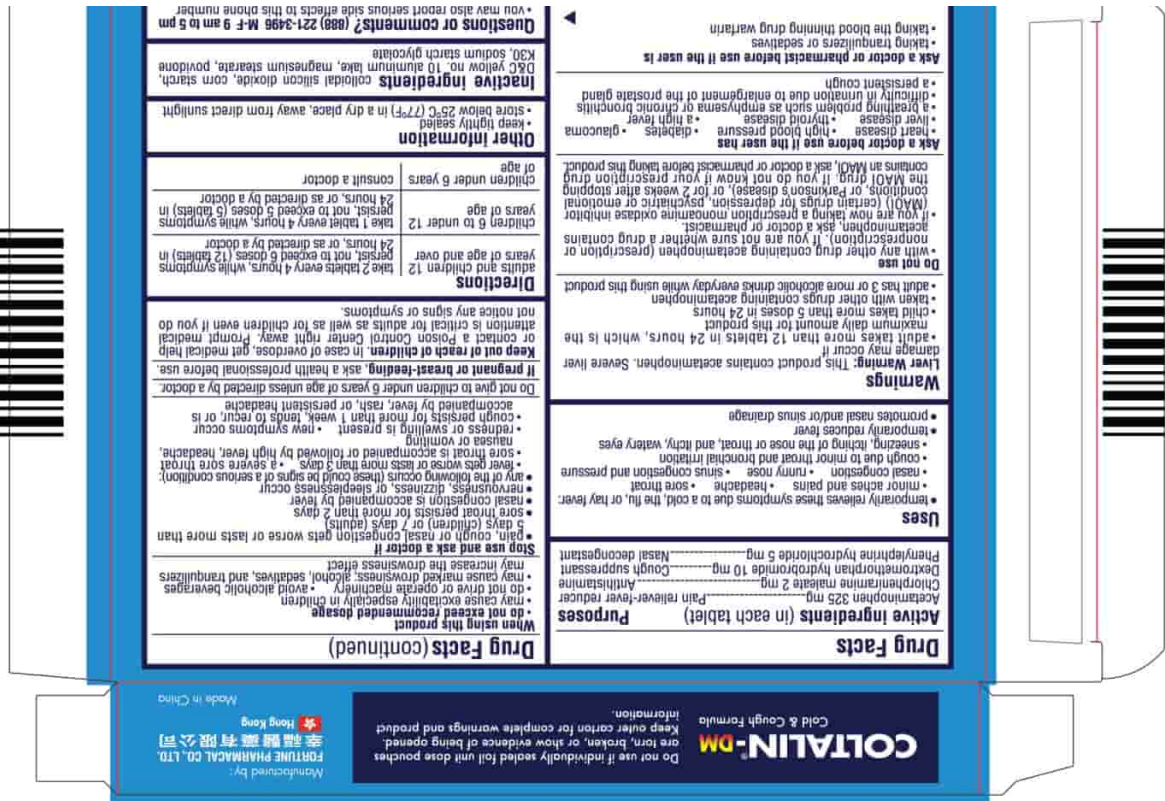 COLTALIN®-DM
Cold & Cough Formula
Do not use if individually sealed foil unit dose pouches
are torn, broken, or show evidence of being opened.
Keep outer carton for complete warnings and product
information.
Manufactured by:
FORTUNE PHARMACAL CO., LTD.
幸福醫藥有限公司
Hong Kong
Made in China
Drug Facts
Active ingredients (in each tablet) Purposes
Acetaminophen 325 mg Pain reliever-fever reducer
Chlorpheniramine maleate 2 mg Antihistamine
Dextromethorphan hydrobromide 10 mg Cough suppressant
Phenylephrine hydrochloride 5 mg Nasal decongestant
Uses
● temporarily relieves these symptoms due to a cold, the flu, or hay fever:
• minor aches and pains • headache • sore throat
• nasal congestion • runny nose • sinus congestion and pressure
• cough due to minor throat and bronchial irritation
• sneezing, itching of the nose or throat, and itchy, watery eyes
● temporarily reduces fever
● promotes nasal and/or sinus drainage
Warnings
Liver Warning: This product contains acetaminophen. Severe liver
damage may occur if
• adult takes more than 12 tablets in 24 hours, which is the
maximum daily amount for this product
• child takes more than 5 doses in 24 hours
• taken with other drugs containing acetaminophen
• adult has 3 or more alcoholic drinks everyday while using this product
Do not use
• with any other drug containing acetaminophen (prescription or
nonprescription). If you are not sure whether a drug contains
acetaminophen, ask a doctor or pharmacist.
• if you are now taking a prescription monoamine oxidase inhibitor
(MAOI) (certain drugs for depression, psychiatric or emotional
conditions, or Parkinson's disease), or for 2 weeks after stopping
the MAOI drug. If you do not know if your prescription drug
contains an MAOI, ask a doctor or pharmacist before taking this product.
Ask a doctor before use if the user has
• heart disease • high blood pressure • diabetes • glaucoma
• liver disease • thyroid disease • a high fever
• a breathing problem such as emphysema or chronic bronchitis
• difficulty in urination due to enlargement of the prostate gland
• a persistent cough
Ask a doctor or pharmacist before use if the user is
• taking tranquilizers or sedatives
• taking the blood thinning drug warfarin
Drug Facts (continued)
When using this product
• do not exceed recommended dosage
• may cause excitability especially in children
• do not drive or operate machinery • avoid alcoholic beverages
• may cause marked drowsiness; alcohol, sedatives, and tranquilizers
may increase the drowsiness effect
Stop use and ask a doctor if
● pain, cough or nasal congestion gets worse or lasts more than
5 days (children) or 7 days (adults)
● sore throat persists for more than 2 days
● nasal congestion is accompanied by fever
● nervousness, dizziness, or sleeplessness occur
● any of the following occurs (these could be signs of a serious condition):
• fever gets worse or lasts more than 3 days • a severe sore throat
• sore throat is accompanied or followed by high fever, headache,
nausea or vomiting
• redness or swelling is present • new symptoms occur
• cough persists for more than 1 week, tends to recur, or is
accompanied by fever, rash, or persistent headache
Do not give to children under 6 years of age unless directed by a doctor.
If pregnant or breast-feeding, ask a health professional before use.
Keep out of reach of children. In case of overdose, get medical help
or contact a Poison Control Center right away. Prompt medical
attention is critical for adults as well as for children even if you do
not notice any signs or symptoms.
Directions
adults and children 12 take 2 tablets every 4 hours, while symptoms
years of age and over persist, not to exceed 6 doses (12 tablets) in
24 hours, or as directed by a doctor
children 6 to under 12 take 1 tablet every 4 hours, while symptoms
years of age persist, not to exceed 5 doses (5 tablets) in
24 hours, or as directed by a doctor
children under 6 years consult a doctor
of age
Other information
• keep tightly sealed
• store below 25°C (77°F) in a dry place, away from direct sunlight
Inactive ingredients colloidal silicon dioxide, corn starch,
D&C yellow no. 10 aluminum lake, magnesium stearate, povidone
K30, sodium starch glycolate
Questions or comments? (888) 221-3496 M-F 9 am to 5 pm
• you may also report serious side effects to this phone number